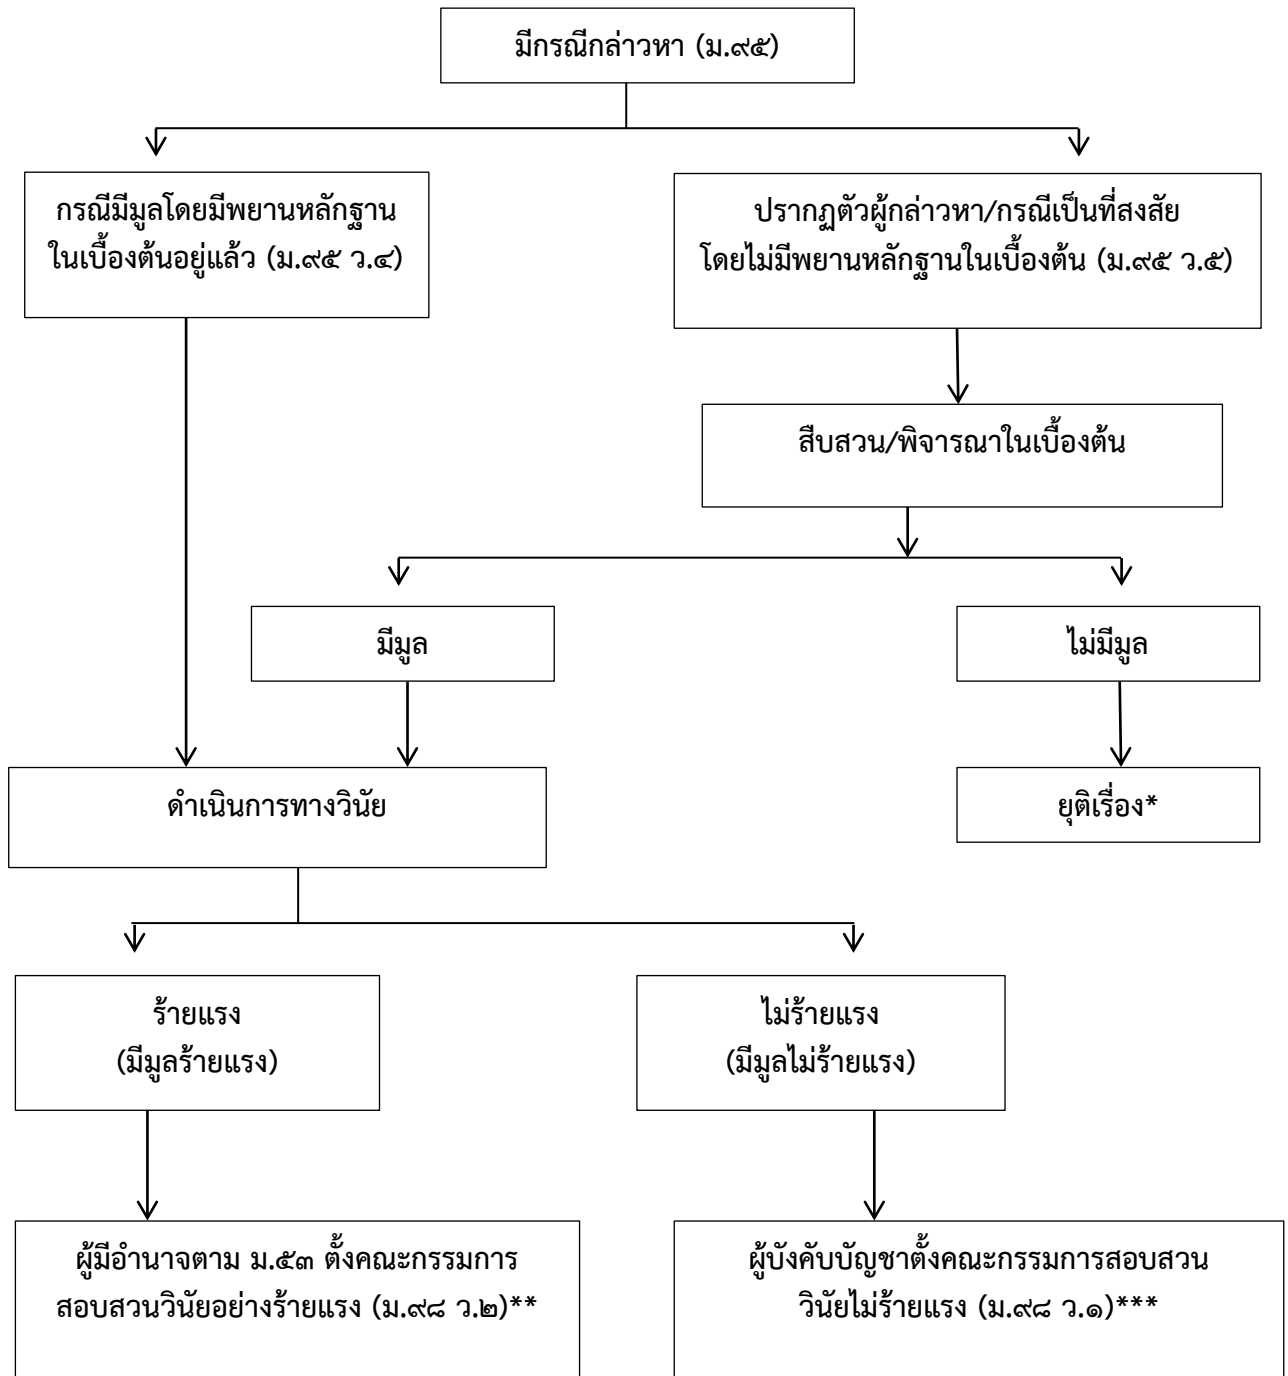 มีกรณีกล่าวหา (ม.๙๕)
กรณีมีมูลโดยมีพยานหลักฐาน
ในเบื้องต้นอยู่แล้ว (ม.๙๕ ว.๔)
ปรากฏตัวผู้กล่าวหา/กรณีเป็นที่สงสัย
โดยไม่มีพยานหลักฐานในเบื้องต้น (ม.๙๕ ว.๕)
สืบสวน/พิจารณาในเบื้องต้น
มีมูล
ไม่มีมูล
ดำเนินการทางวินัย
ยุติเรื่อง*
ร้ายแรง
(มีมูลร้ายแรง)
ไม่ร้ายแรง
(มีมูลไม่ร้ายแรง)
ผู้มีอำนาจตาม ม.๕๓ ตั้งคณะกรรมการ
สอบสวนวินัยอย่างร้ายแรง (ม.๙๘ ว.๒)**
ผู้บังคับบัญชาตั้งคณะกรรมการสอบสวน
วินัยไม่ร้ายแรง (ม.๙๘ ว.๑)***